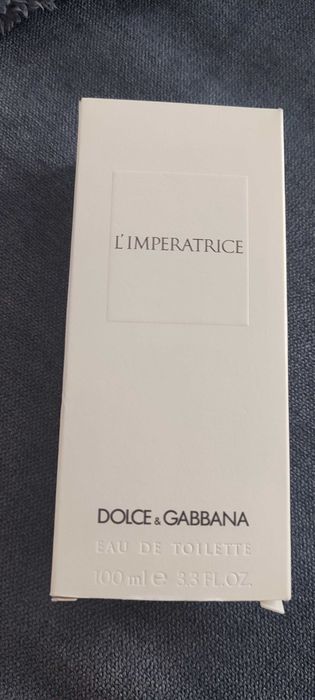 L'IMPERATRICE
DOLCE & GABBANA
EAU DE TOILETTE
100 ml e 3.3 FL.OZ.